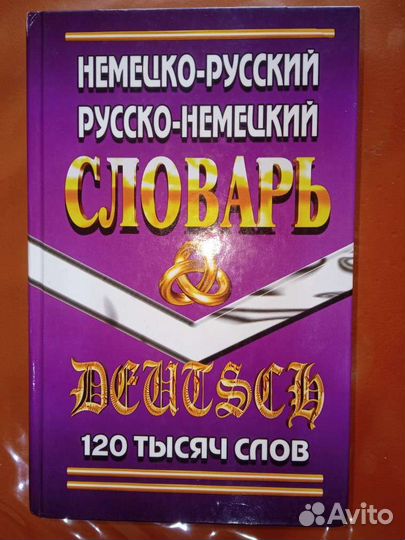 НЕМЕЦКО-РУССКИЙ
РУССКО-НЕМЕЦКИЙ
СЛОВАРЬ
DEUTSCH
120 ТЫСЯЧ СЛОВ
Avito